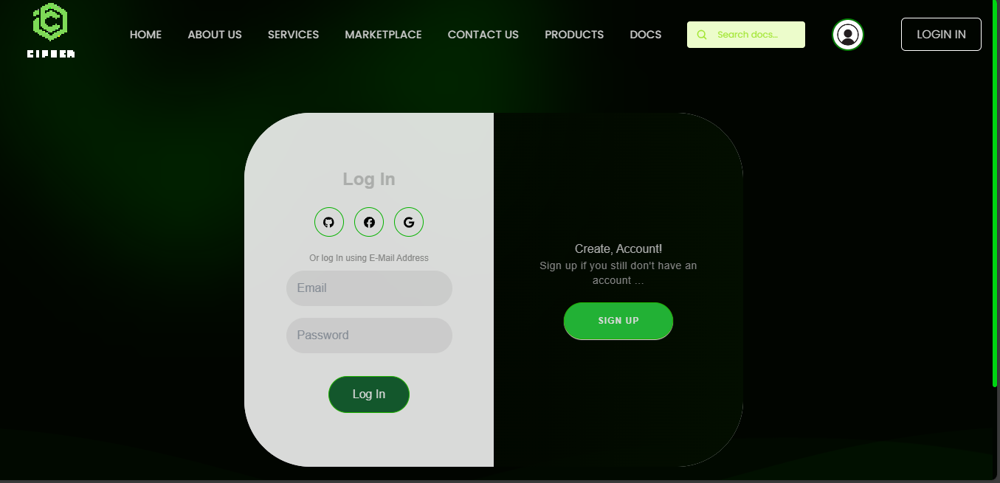 CIPHER
HOME ABOUT US SERVICES MARKETPLACE CONTACT US PRODUCTS DOCS Search docs... LOGIN IN
Log In
Or log In using E-Mail Address
Email
Password
Log In
Create, Account!
Sign up if you still don't have an
account ...
SIGN UP